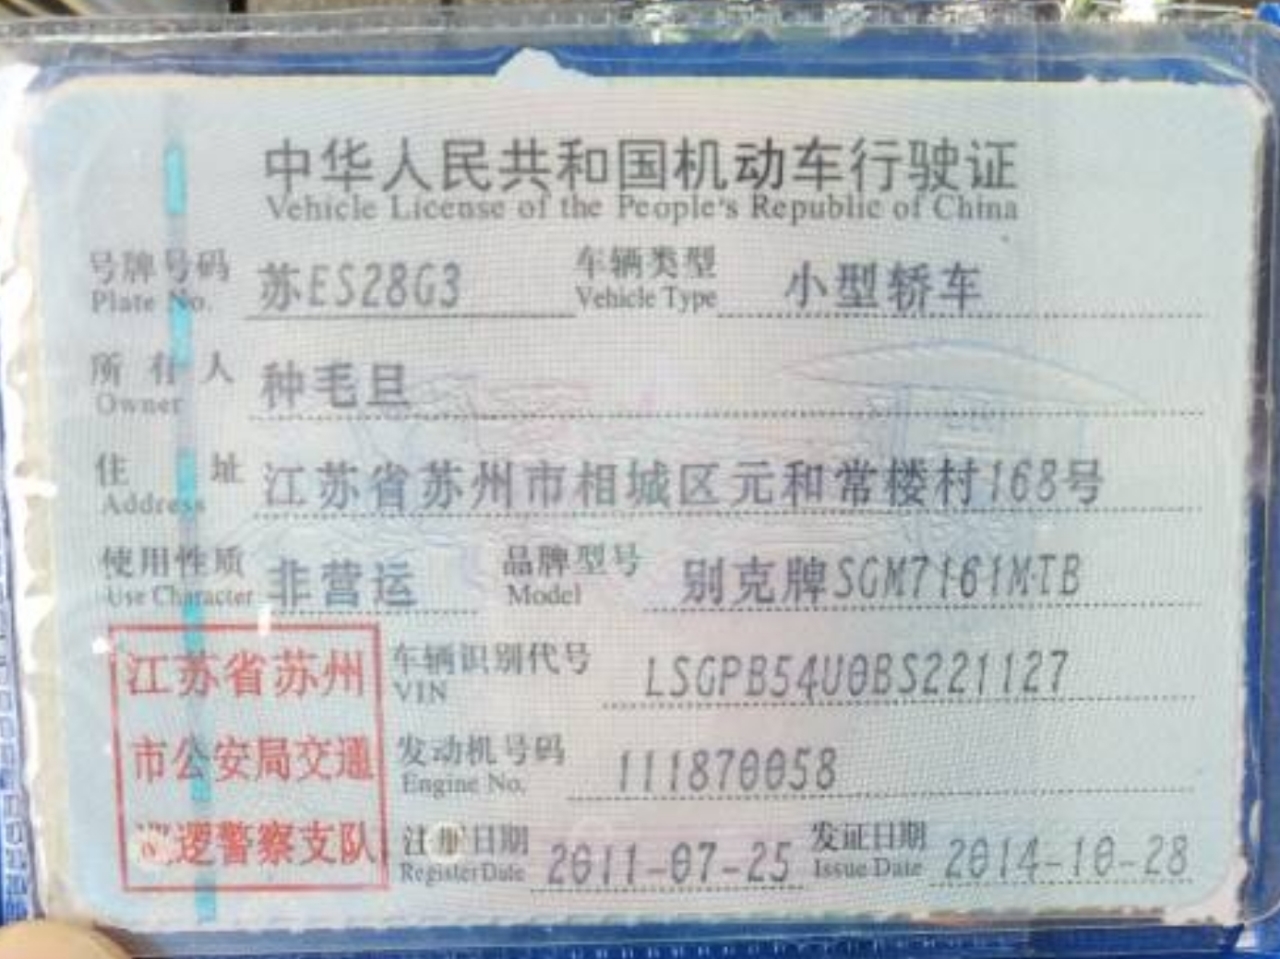 中华人民共和国机动车行驶证
Vehicle License of the People's Republic of China
号牌号码 苏ES28G3 车辆类型 小型轿车
Plate No. Vehicle Type
所有人 种毛旦
Owner
住址 江苏省苏州市相城区元和常楼村168号
Address
使用性质 非营运 品牌型号 别克牌SGM7161MTB
Use Character Model
江苏省苏州
市公安局交通
巡逻警察支队
车辆识别代号 LSGPB54U0BS221127
VIN
发动机号码 111870058
Engine No.
注册日期 2011-07-25 发证日期 2014-10-28
Register Date Issue Date